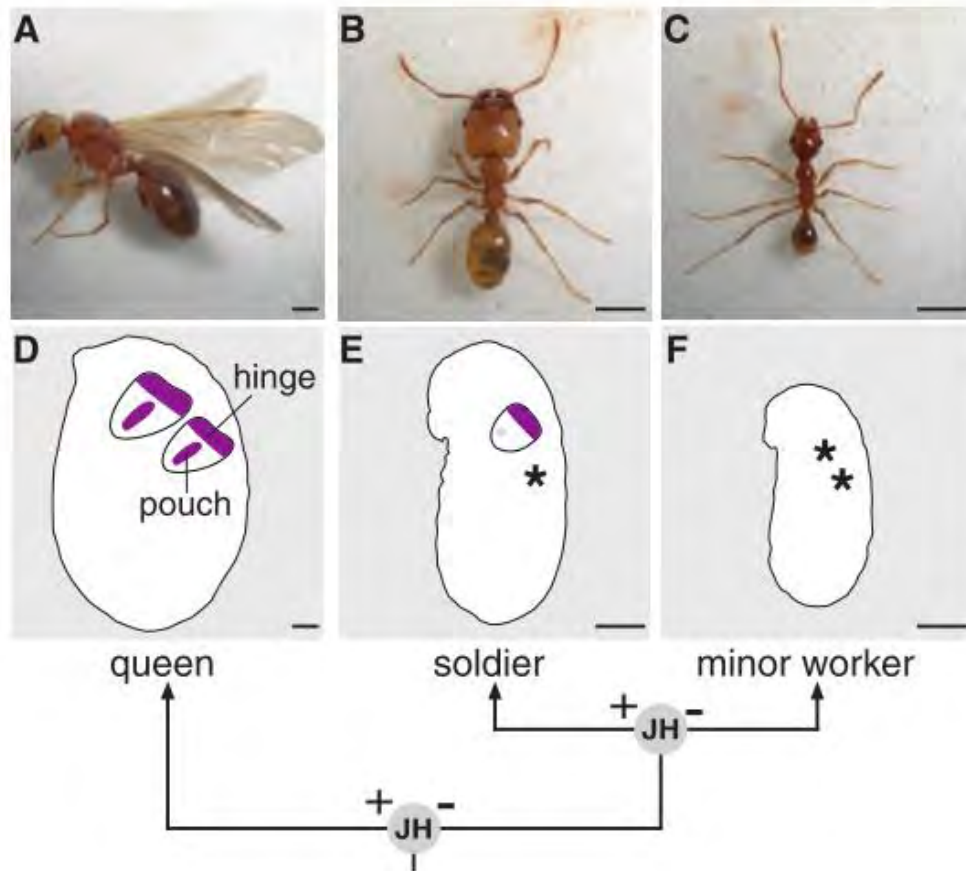 A B C
D E F
hinge
pouch
*
*
*
queen soldier minor worker
+ JH -
+ JH -